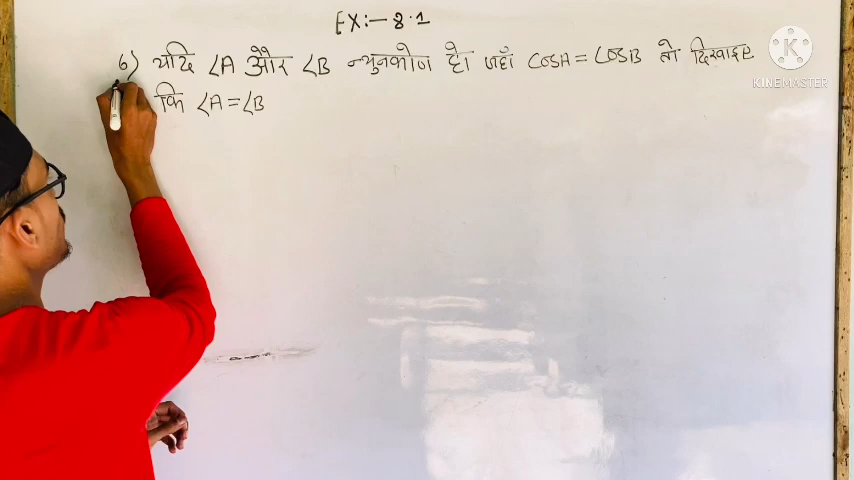 EX:- 8.1
6) यदि ∠A और ∠B न्युनकोण हो जहाँ CosA = CosB तो दिखाइए
कि ∠A = ∠B
K
KINEMASTER